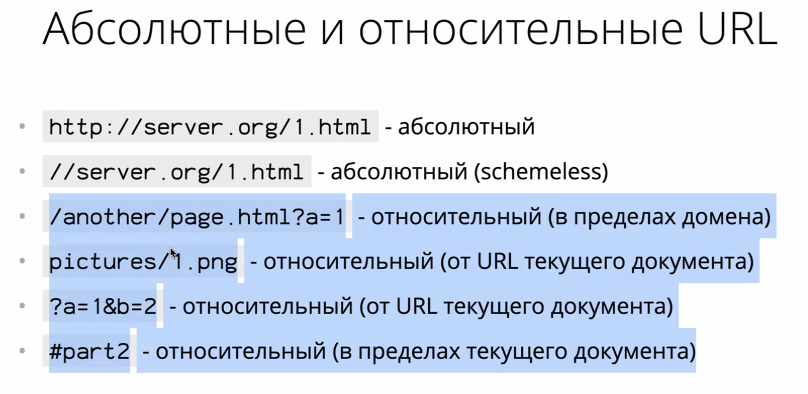 Абсолютные и относительные URL
http://server.org/1.html - абсолютный
//server.org/1.html - абсолютный (schemeless)
/another/page.html?a=1 - относительный (в пределах домена)
pictures/1.png - относительный (от URL текущего документа)
?a=1&b=2 - относительный (от URL текущего документа)
#part2 - относительный (в пределах текущего документа)